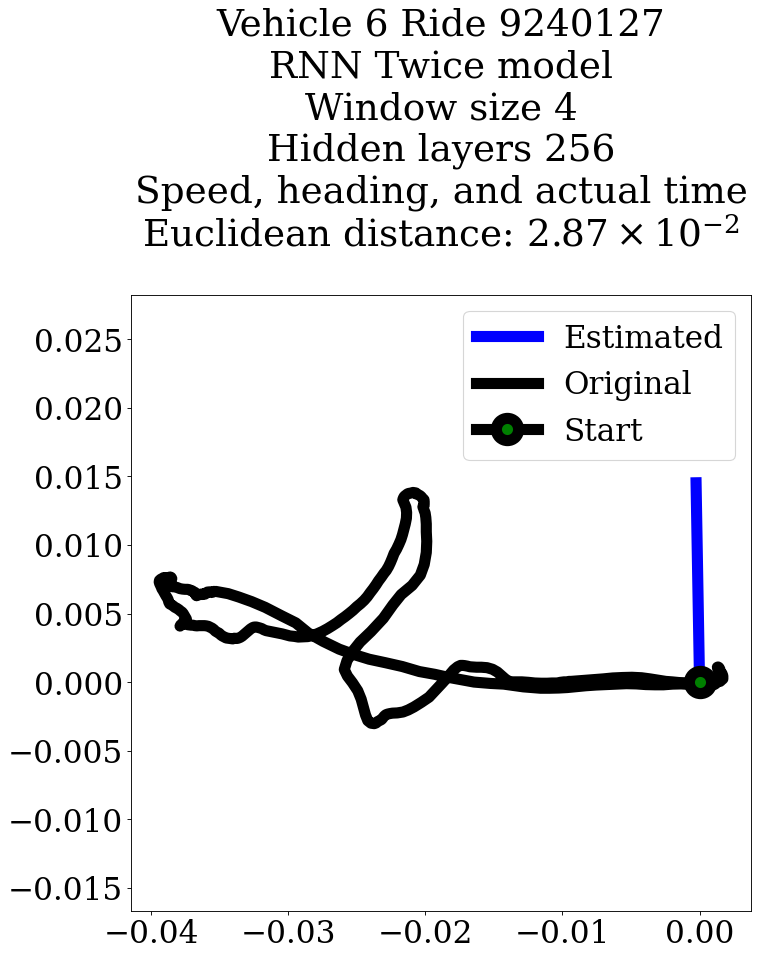 Vehicle 6 Ride 9240127
RNN Twice model
Window size 4
Hidden layers 256
Speed, heading, and actual time
Euclidean distance: 2.87 × 10⁻²
Estimated
Original
Start
0.025
0.020
0.015
0.010
0.005
0.000
−0.005
−0.010
−0.015
−0.04 −0.03 −0.02 −0.01 0.00